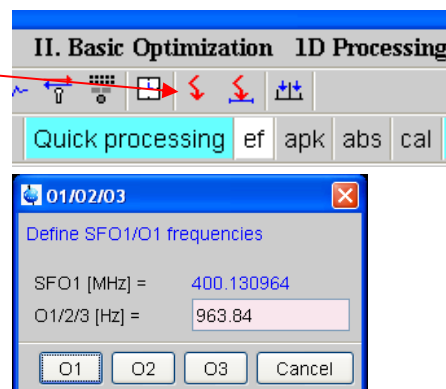 II. Basic Optimization 1D Processing
Quick processing ef apk abs cal
O1/O2/O3
Define SFO1/O1 frequencies
SFO1 [MHz] = 400.130964
O1/2/3 [Hz] = 963.84
O1 O2 O3 Cancel